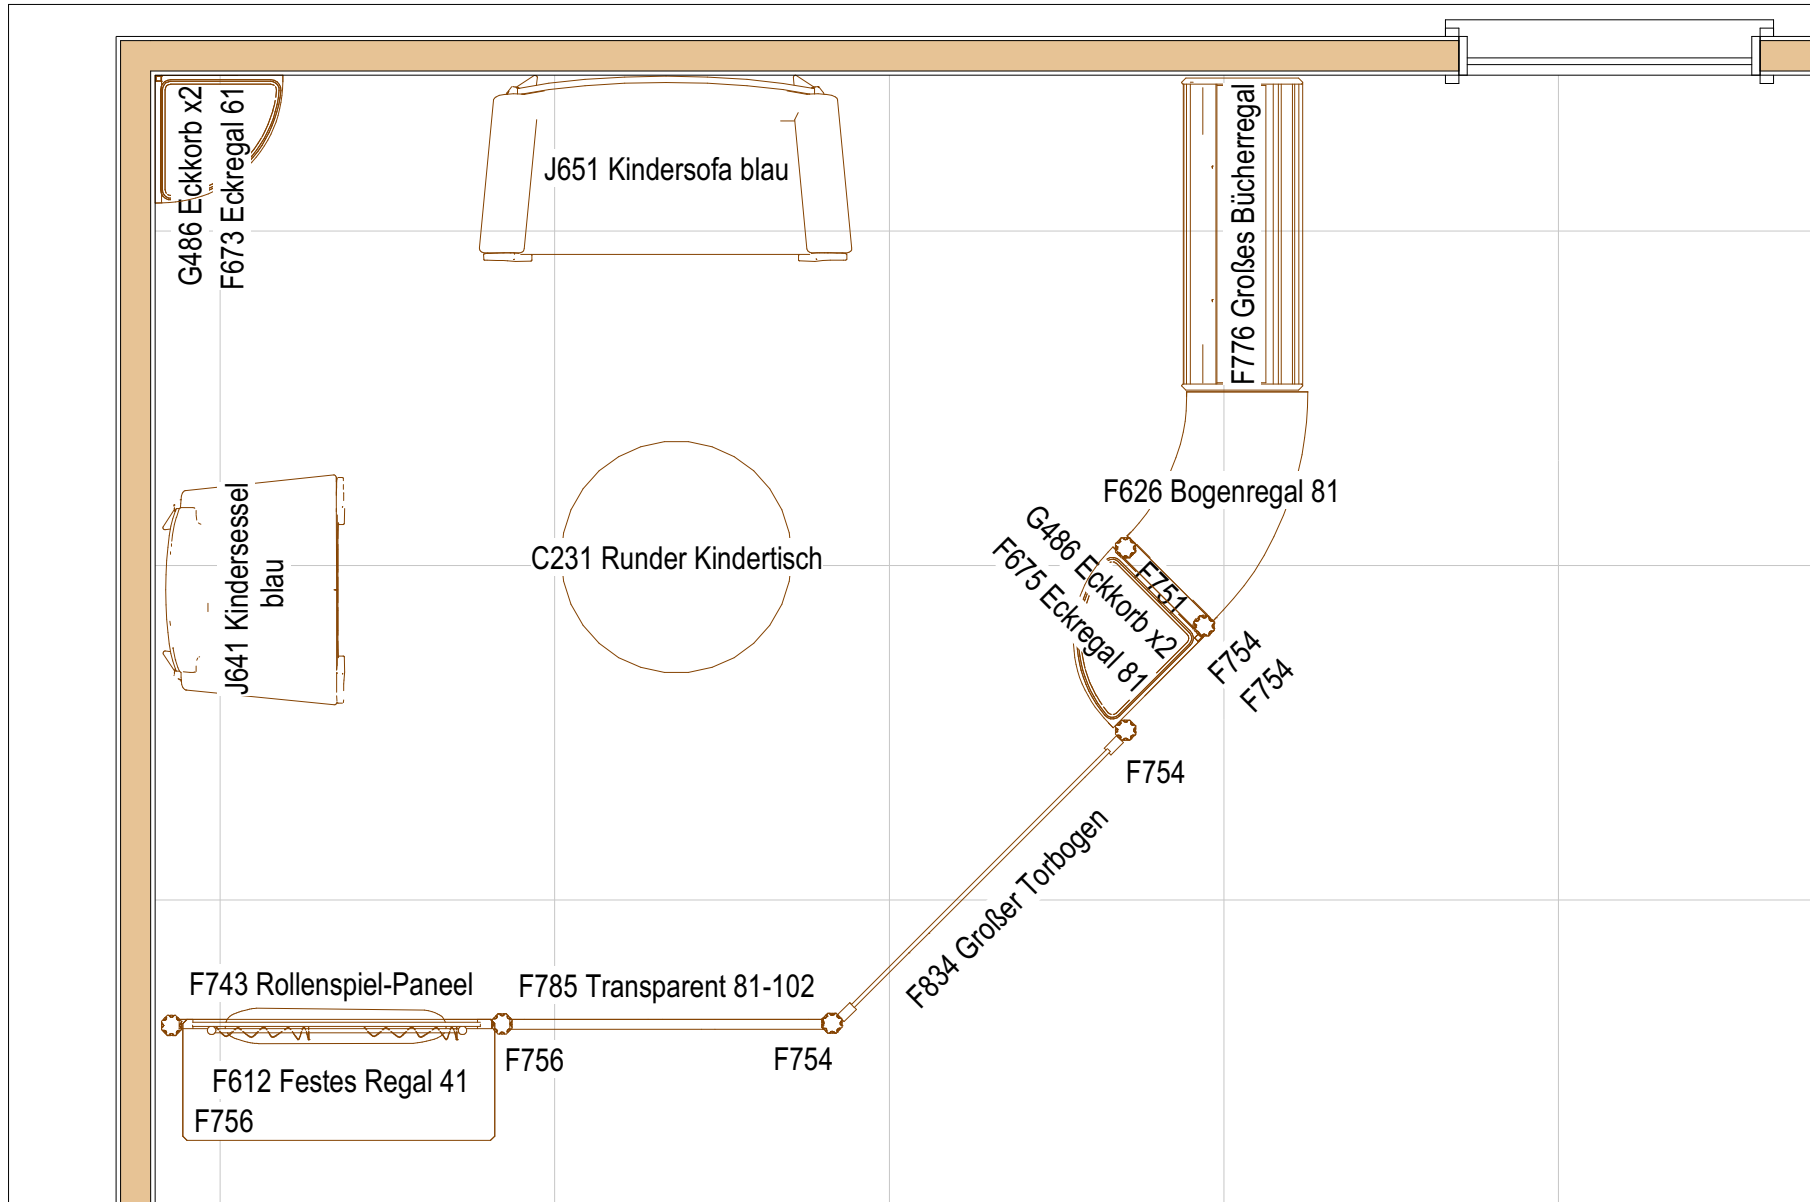 G486 Eckkorb x2
F673 Eckregal 61
J651 Kindersofa blau
F776 Großes Bücherregal
F626 Bogenregal 81
J641 Kindersessel
blau
C231 Runder Kindertisch
G486 Eckkorb x2
F675 Eckregal 81
F751
F754
F754
F754
F834 Großer Torbogen
F743 Rollenspiel-Paneel
F785 Transparent 81-102
F756
F754
F612 Festes Regal 41
F756